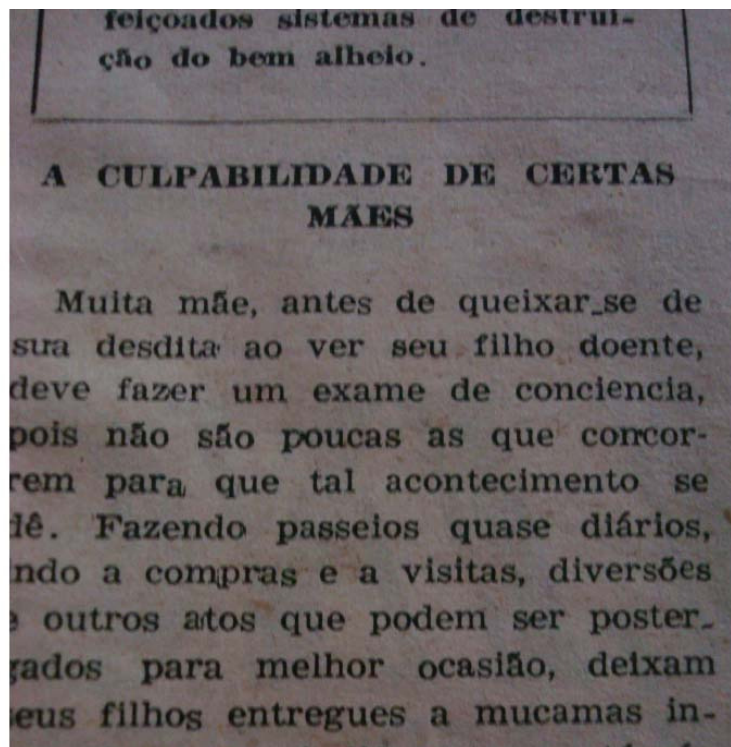 feiçoados sistemas de destrui-
ção do bem alheio.
A CULPABILIDADE DE CERTAS
MÃES
Muita mãe, antes de queixar-se de
sua desdita ao ver seu filho doente,
deve fazer um exame de conciencia,
pois não são poucas as que concor-
rem para que tal acontecimento se
dê. Fazendo passeios quase diários,
ndo a compras e a visitas, diversões
e outros atos que podem ser poster-
gados para melhor ocasião, deixam
seus filhos entregues a mucamas in-